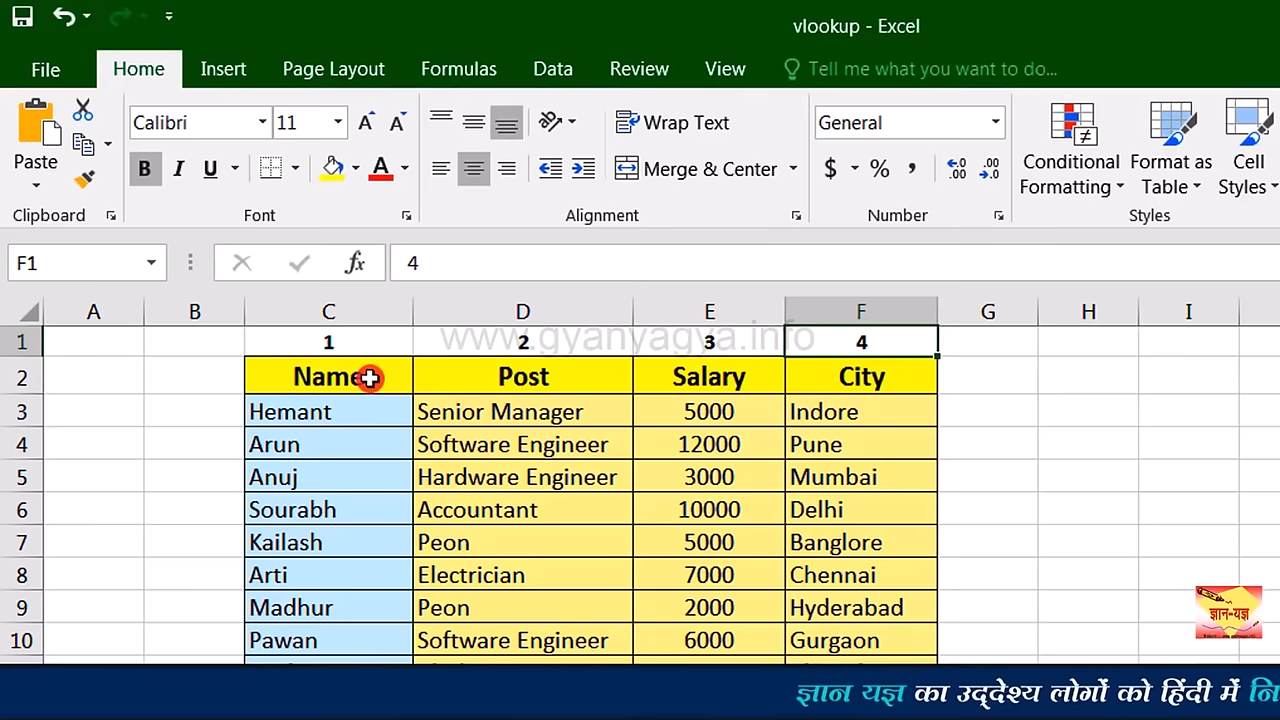 vlookup - Excel
File Home Insert Page Layout Formulas Data Review View Tell me what you want to do...
Calibri 11 Wrap Text General
Paste B I U A Merge & Center $ % , Conditional Formatting Format as Table Cell Styles
Clipboard Font Alignment Number Styles
F1 fx 4
A B C D E F G H I
1 1 2 3 4
www.gyanyagya.info
2 Name Post Salary City
3 Hemant Senior Manager 5000 Indore
4 Arun Software Engineer 12000 Pune
5 Anuj Hardware Engineer 3000 Mumbai
6 Sourabh Accountant 10000 Delhi
7 Kailash Peon 5000 Banglore
8 Arti Electrician 7000 Chennai
9 Madhur Peon 2000 Hyderabad
10 Pawan Software Engineer 6000 Gurgaon
ज्ञान-यज्ञ
ज्ञान यज्ञ का उद्देश्य लोगों को हिंदी में